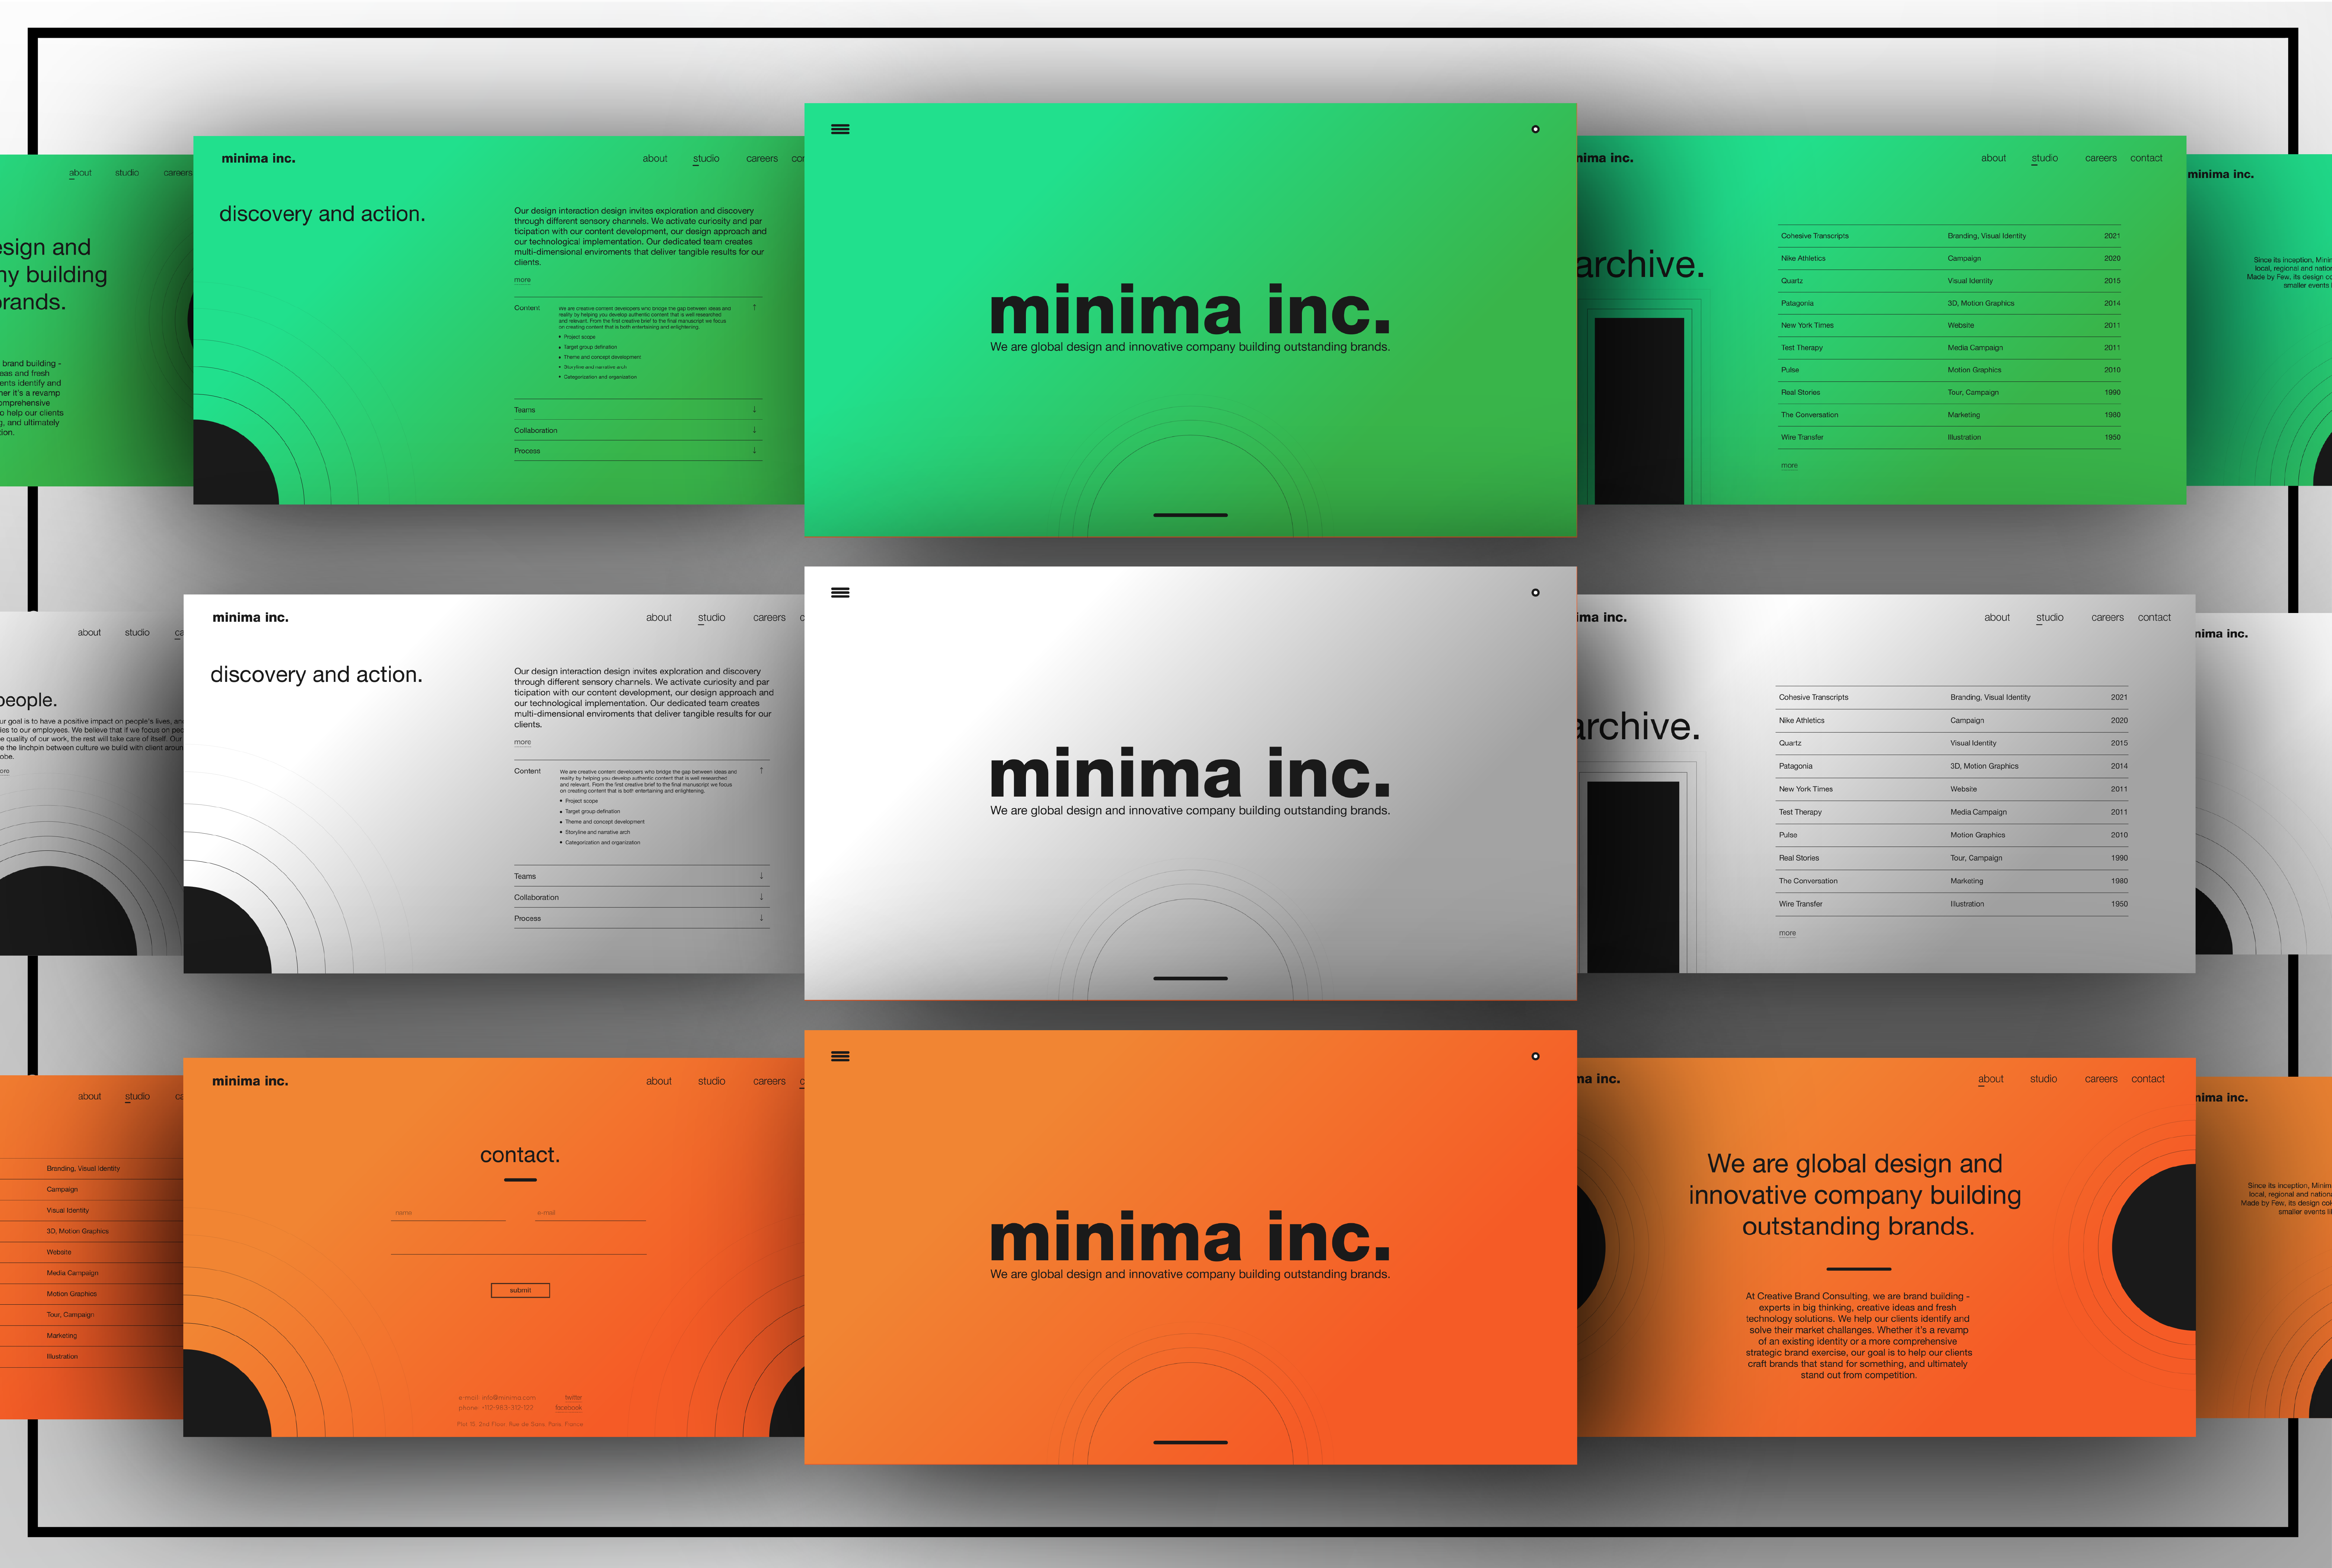 about studio careers
esign and
ny building
brands.
brand building -
eas and fresh
ents identify and
her it's a revamp
omprehensive
o help our clients
g, and ultimately
tion.
minima inc.
about studio careers
discovery and action.
Our design interaction design invites exploration and discovery
through different sensory channels. We activate curiosity and par
ticipation with our content development, our design approach and
our technological implementation. Our dedicated team creates
multi-dimensional enviroments that deliver tangible results for our
clients.
more
Content
We are creative content developers who bridge the gap between ideas and
reality by helping you develop authentic content that is well researched
and relevant. From the first creative brief to the final manuscript we focus
on creating content that is both entertaining and enlightening.
• Project scope
• Target group defination
• Theme and concept development
• Storyline and narrative arch
• Categorization and organization
Teams ↓
Collaboration ↓
Process ↓
minima inc.
We are global design and innovative company building outstanding brands.
nima inc.
about studio careers contact
archive.
Cohesive Transcripts Branding, Visual Identity 2021
Nike Athletics Campaign 2020
Quartz Visual Identity 2015
Patagonia 3D, Motion Graphics 2014
New York Times Website 2011
Test Therapy Media Campaign 2011
Pulse Motion Graphics 2010
Real Stories Tour, Campaign 1990
The Conversation Marketing 1980
Wire Transfer Illustration 1950
more
minima inc.
Since its inception, Minim
local, regional and nationa
Made by Few, its design co
smaller events l
about studio ca
people.
ur goal is to have a positive impact on people's lives, and
ies to our employees. We believe that if we focus on peo
e quality of our work, the rest will take care of itself. Our
e the linchpin between culture we build with client aroun
obe.
ore
minima inc.
about studio careers c
discovery and action.
Our design interaction design invites exploration and discovery
through different sensory channels. We activate curiosity and par
ticipation with our content development, our design approach and
our technological implementation. Our dedicated team creates
multi-dimensional enviroments that deliver tangible results for our
clients.
more
Content
We are creative content developers who bridge the gap between ideas and
reality by helping you develop authentic content that is well researched
and relevant. From the first creative brief to the final manuscript we focus
on creating content that is both entertaining and enlightening.
• Project scope
• Target group defination
• Theme and concept development
• Storyline and narrative arch
• Categorization and organization
Teams ↓
Collaboration ↓
Process ↓
minima inc.
We are global design and innovative company building outstanding brands.
ima inc.
about studio careers contact
archive.
Cohesive Transcripts Branding, Visual Identity 2021
Nike Athletics Campaign 2020
Quartz Visual Identity 2015
Patagonia 3D, Motion Graphics 2014
New York Times Website 2011
Test Therapy Media Campaign 2011
Pulse Motion Graphics 2010
Real Stories Tour, Campaign 1990
The Conversation Marketing 1980
Wire Transfer Illustration 1950
more
nima inc.
about studio ca
Branding, Visual Identity
Campaign
Visual Identity
3D, Motion Graphics
Website
Media Campaign
Motion Graphics
Tour, Campaign
Marketing
Illustration
minima inc.
about studio careers c
contact.
name e-mail
submit
e-mail: info@minima.com twitter
phone: +112-983-312-122 facebook
Plot 15, 2nd Floor, Rue de Sans, Paris, France
minima inc.
We are global design and innovative company building outstanding brands.
ma inc.
about studio careers contact
We are global design and
innovative company building
outstanding brands.
At Creative Brand Consulting, we are brand building -
experts in big thinking, creative ideas and fresh
technology solutions. We help our clients identify and
solve their market challanges. Whether it's a revamp
of an existing identity or a more comprehensive
strategic brand exercise, our goal is to help our clients
craft brands that stand for something, and ultimately
stand out from competition.
nima inc.
Since its inception, Minim
local, regional and nationa
Made by Few, its design col
smaller events li